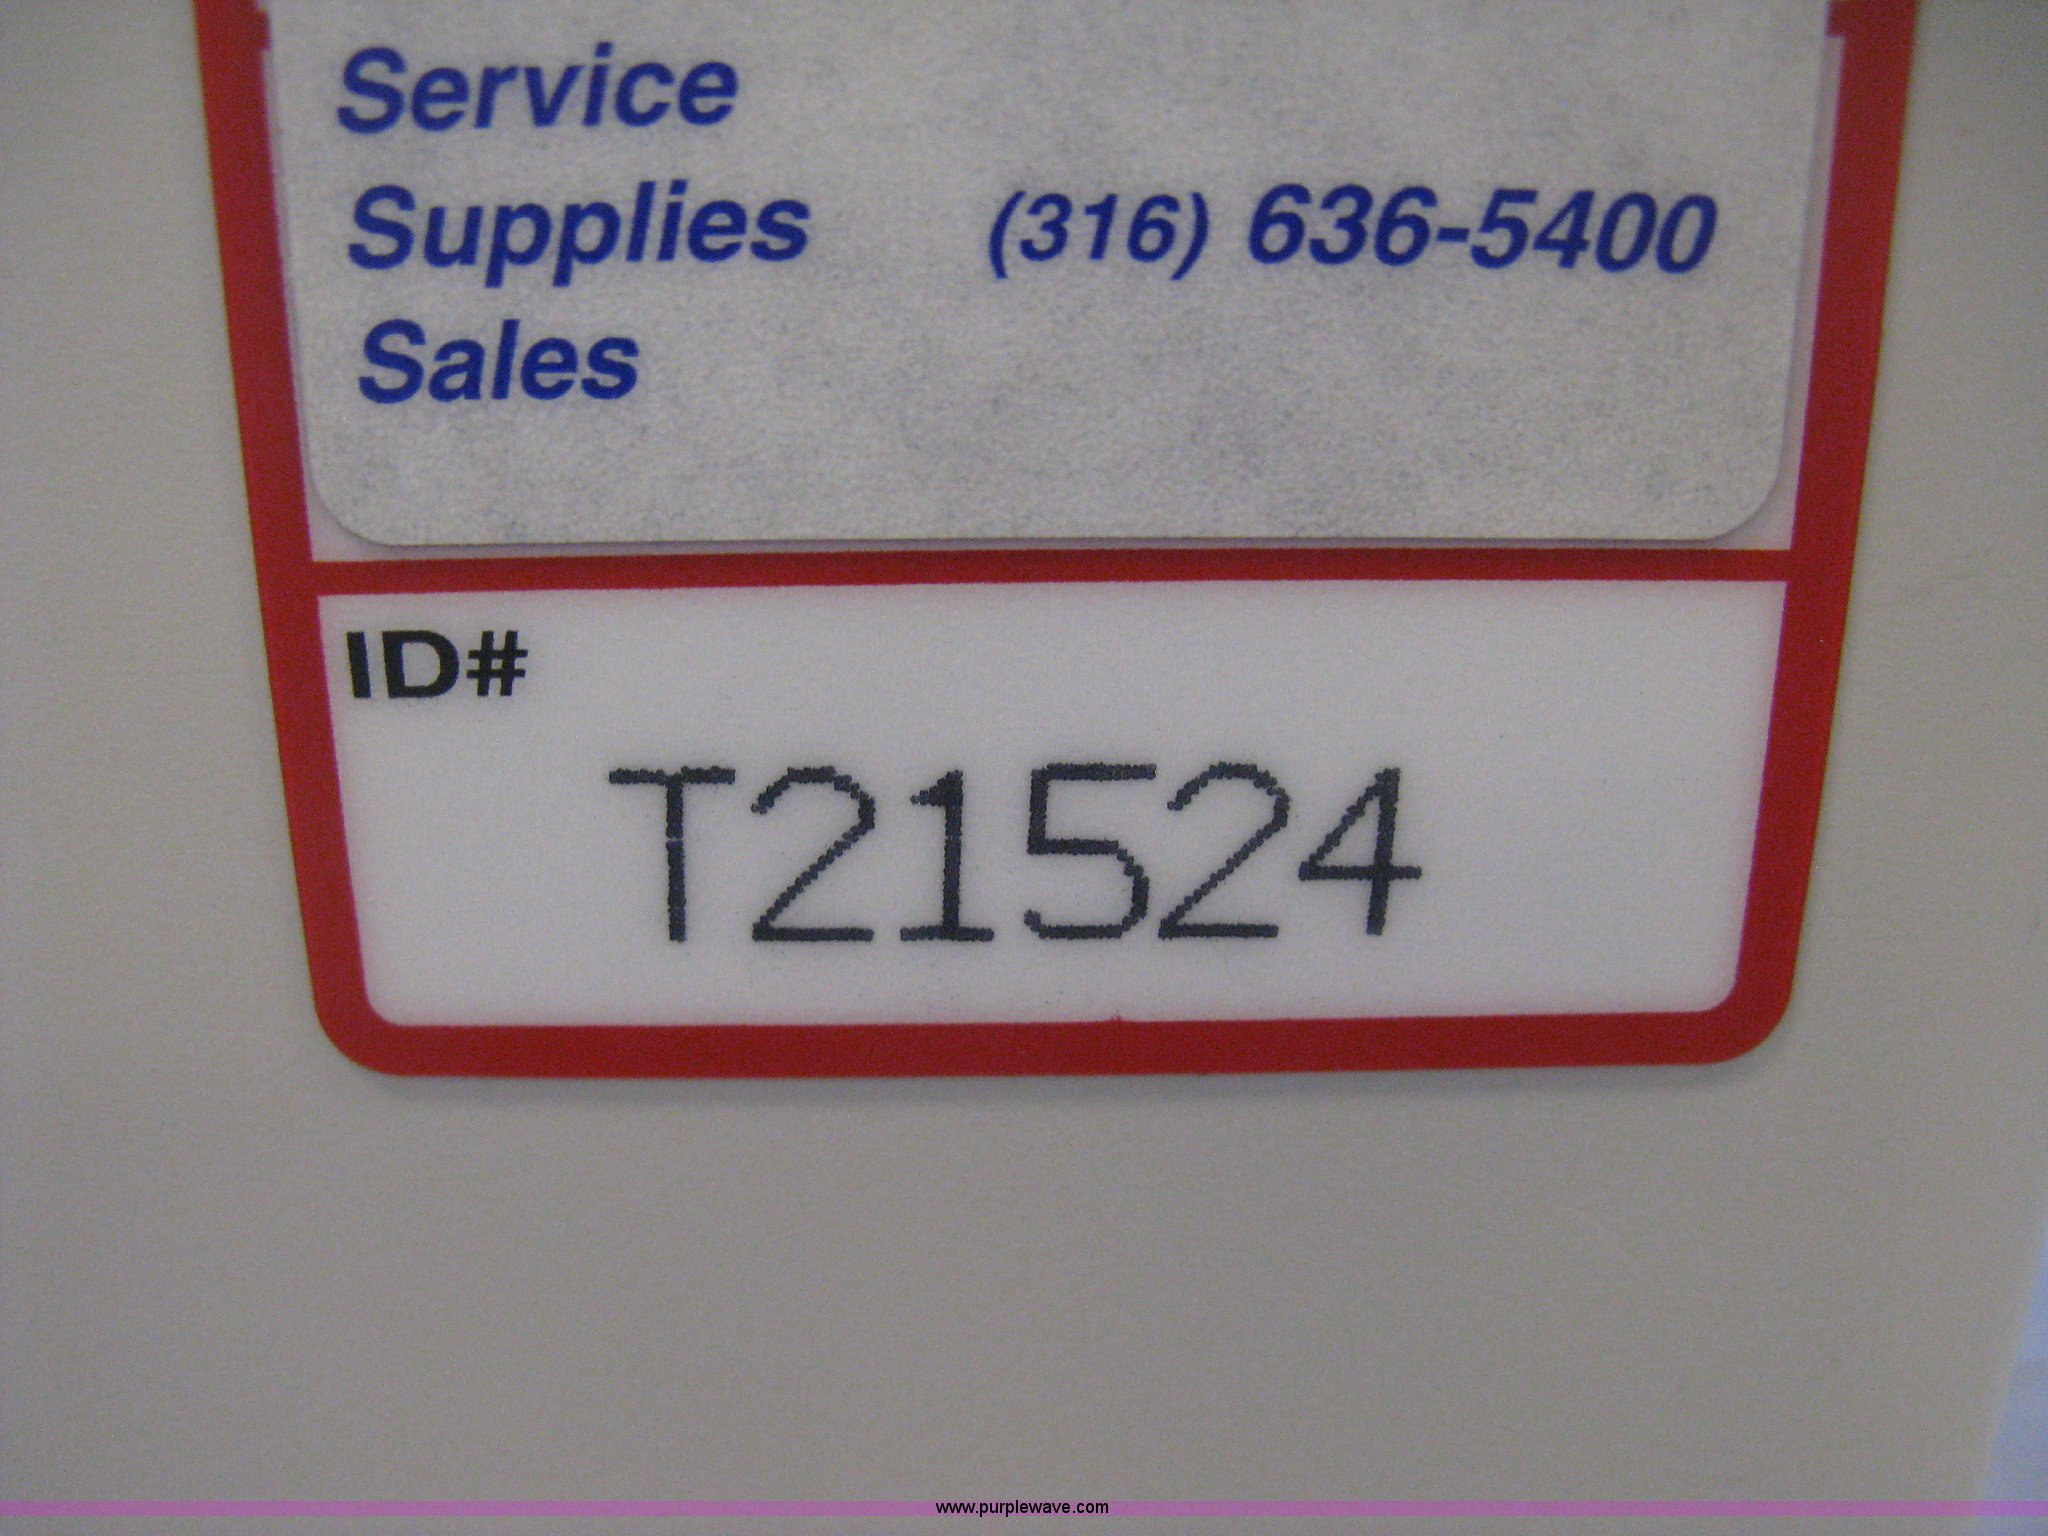 Service
Supplies (316) 636-5400
Sales
ID#
T21524
www.purplewave.com